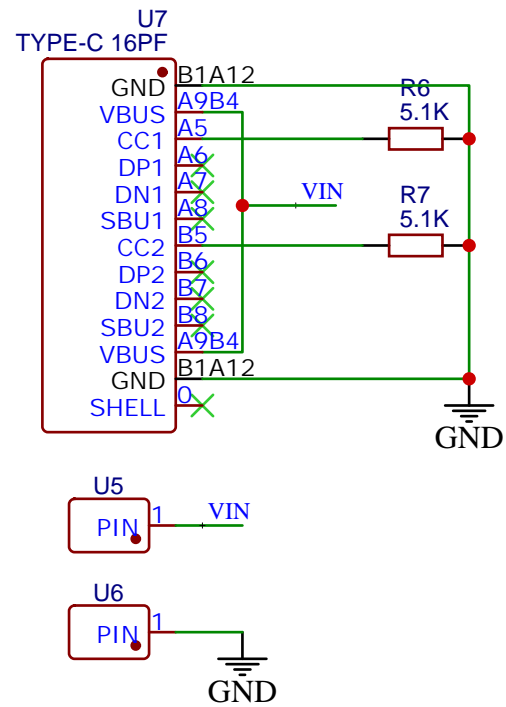 U7
TYPE-C 16PF
GND B1A12
VBUS A9B4
CC1 A5
DP1 A6
DN1 A7
SBU1 A8
CC2 B5
DP2 B6
DN2 B7
SBU2 B8
VBUS A9B4
GND B1A12
SHELL 0
R6
5.1K
VIN
R7
5.1K
GND
U5
PIN 1
VIN
U6
PIN 1
GND